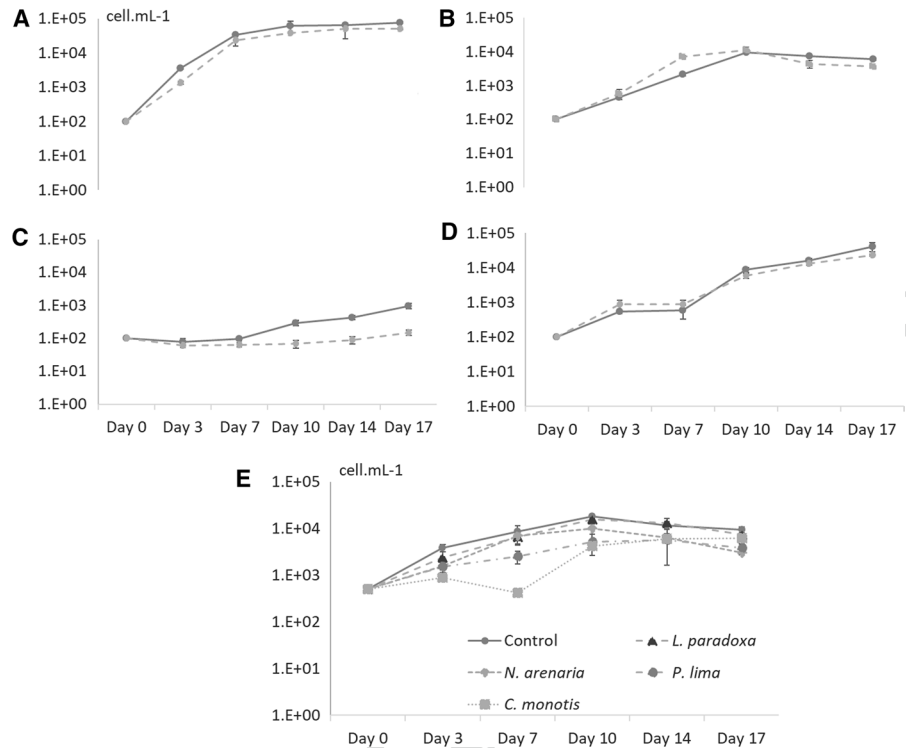 A
cell.mL-1
1.E+05
1.E+04
1.E+03
1.E+02
1.E+01
1.E+00
B
1.E+05
1.E+04
1.E+03
1.E+02
1.E+01
1.E+00
C
1.E+05
1.E+04
1.E+03
1.E+02
1.E+01
1.E+00
Day 0 Day 3 Day 7 Day 10 Day 14 Day 17
D
1.E+05
1.E+04
1.E+03
1.E+02
1.E+01
1.E+00
Day 0 Day 3 Day 7 Day 10 Day 14 Day 17
E
cell.mL-1
1.E+05
1.E+04
1.E+03
1.E+02
1.E+01
1.E+00
Control L. paradoxa
N. arenaria P. lima
C. monotis
Day 0 Day 3 Day 7 Day 10 Day 14 Day 17